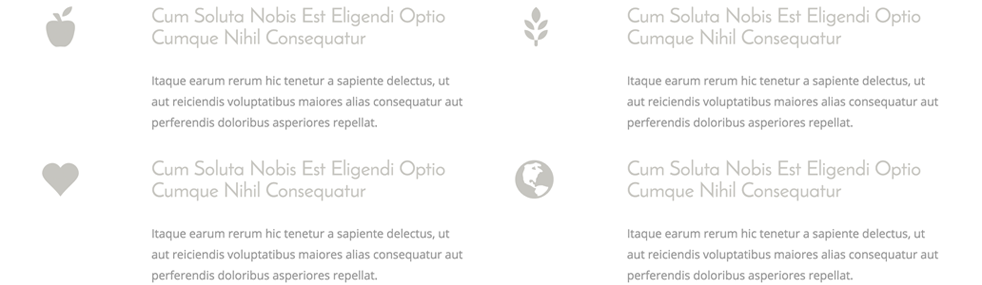 Cum Soluta Nobis Est Eligendi Optio
Cumque Nihil Consequatur
Itaque earum rerum hic tenetur a sapiente delectus, ut
aut reiciendis voluptatibus maiores alias consequatur aut
perferendis doloribus asperiores repellat.
Cum Soluta Nobis Est Eligendi Optio
Cumque Nihil Consequatur
Itaque earum rerum hic tenetur a sapiente delectus, ut
aut reiciendis voluptatibus maiores alias consequatur aut
perferendis doloribus asperiores repellat.
Cum Soluta Nobis Est Eligendi Optio
Cumque Nihil Consequatur
Itaque earum rerum hic tenetur a sapiente delectus, ut
aut reiciendis voluptatibus maiores alias consequatur aut
perferendis doloribus asperiores repellat.
Cum Soluta Nobis Est Eligendi Optio
Cumque Nihil Consequatur
Itaque earum rerum hic tenetur a sapiente delectus, ut
aut reiciendis voluptatibus maiores alias consequatur aut
perferendis doloribus asperiores repellat.